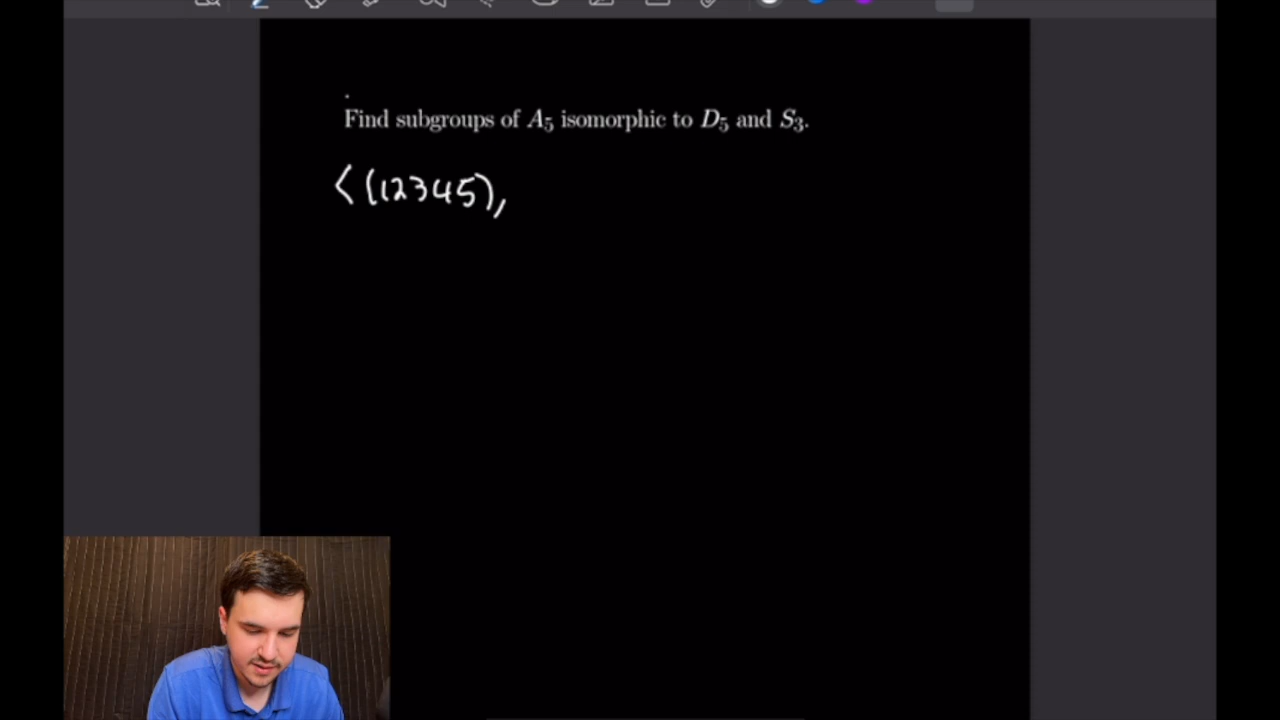 Find subgroups of A₅ isomorphic to D₅ and S₃.
⟨(12345),